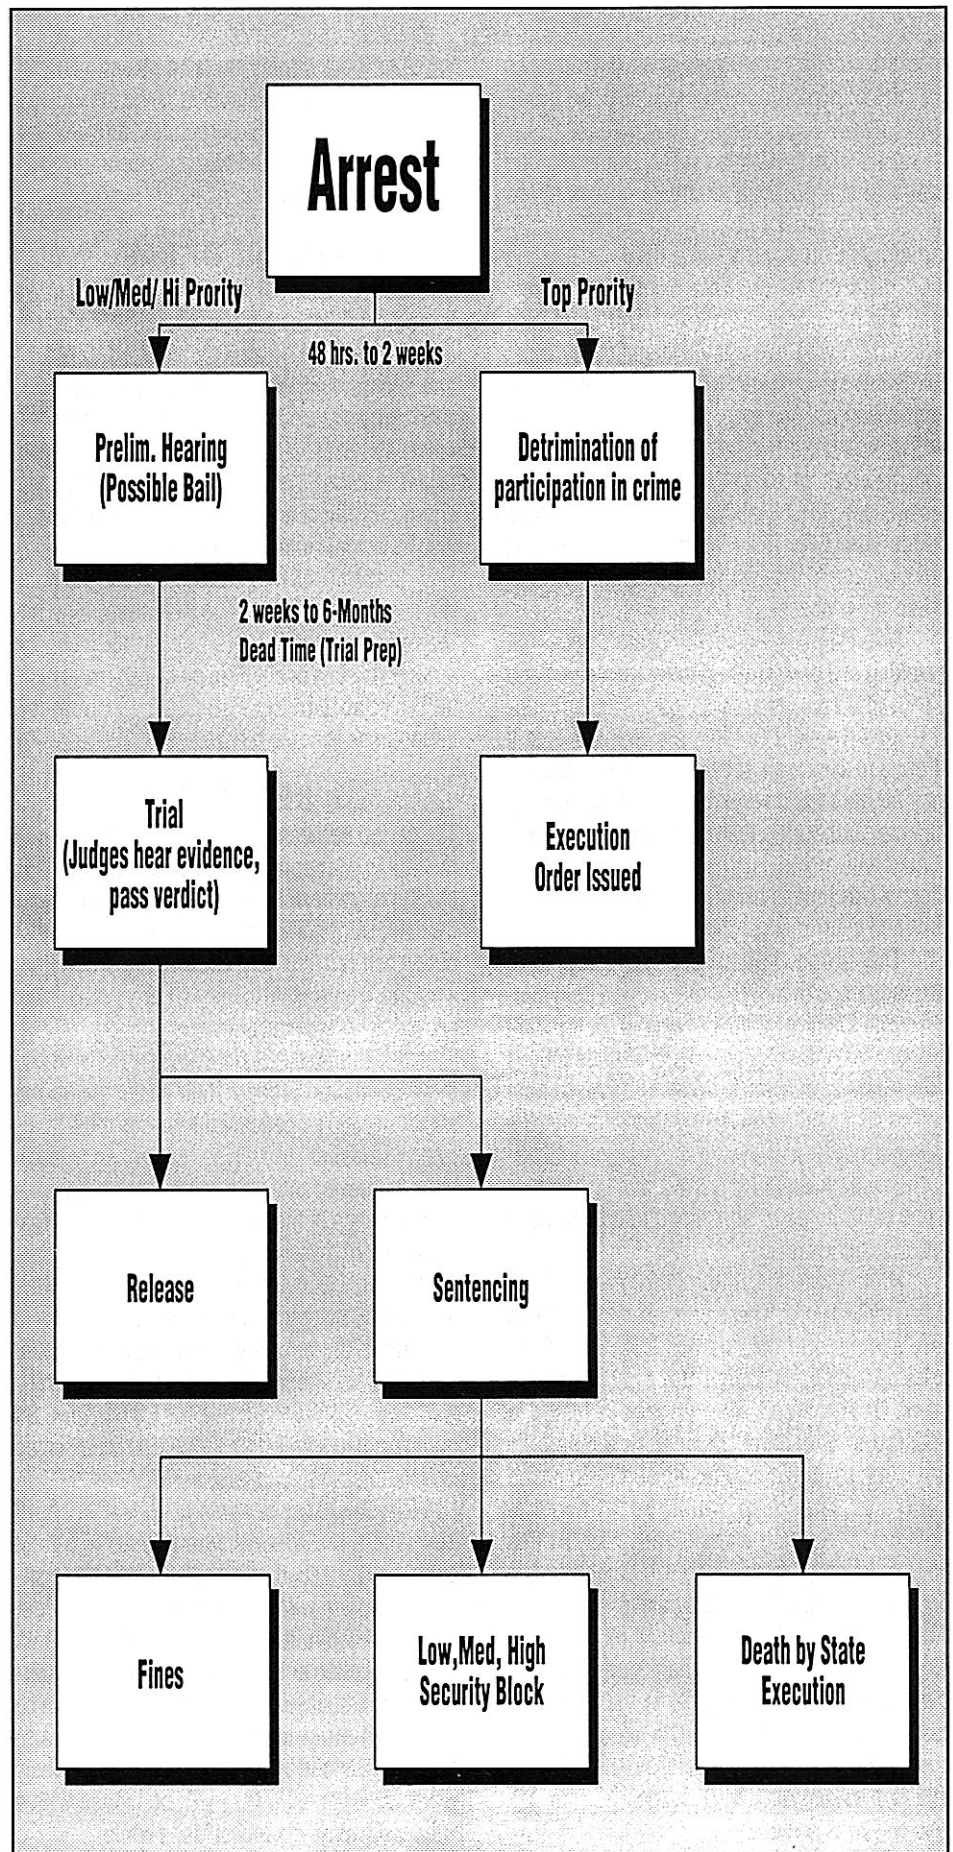 Arrest
Low/Med/ Hi Prority
Top Prority
48 hrs. to 2 weeks
Prelim. Hearing
(Possible Bail)
Detrimination of
participation in crime
2 weeks to 6-Months
Dead Time (Trial Prep)
Trial
(Judges hear evidence,
pass verdict)
Execution
Order Issued
Release
Sentencing
Fines
Low,Med, High
Security Block
Death by State
Execution